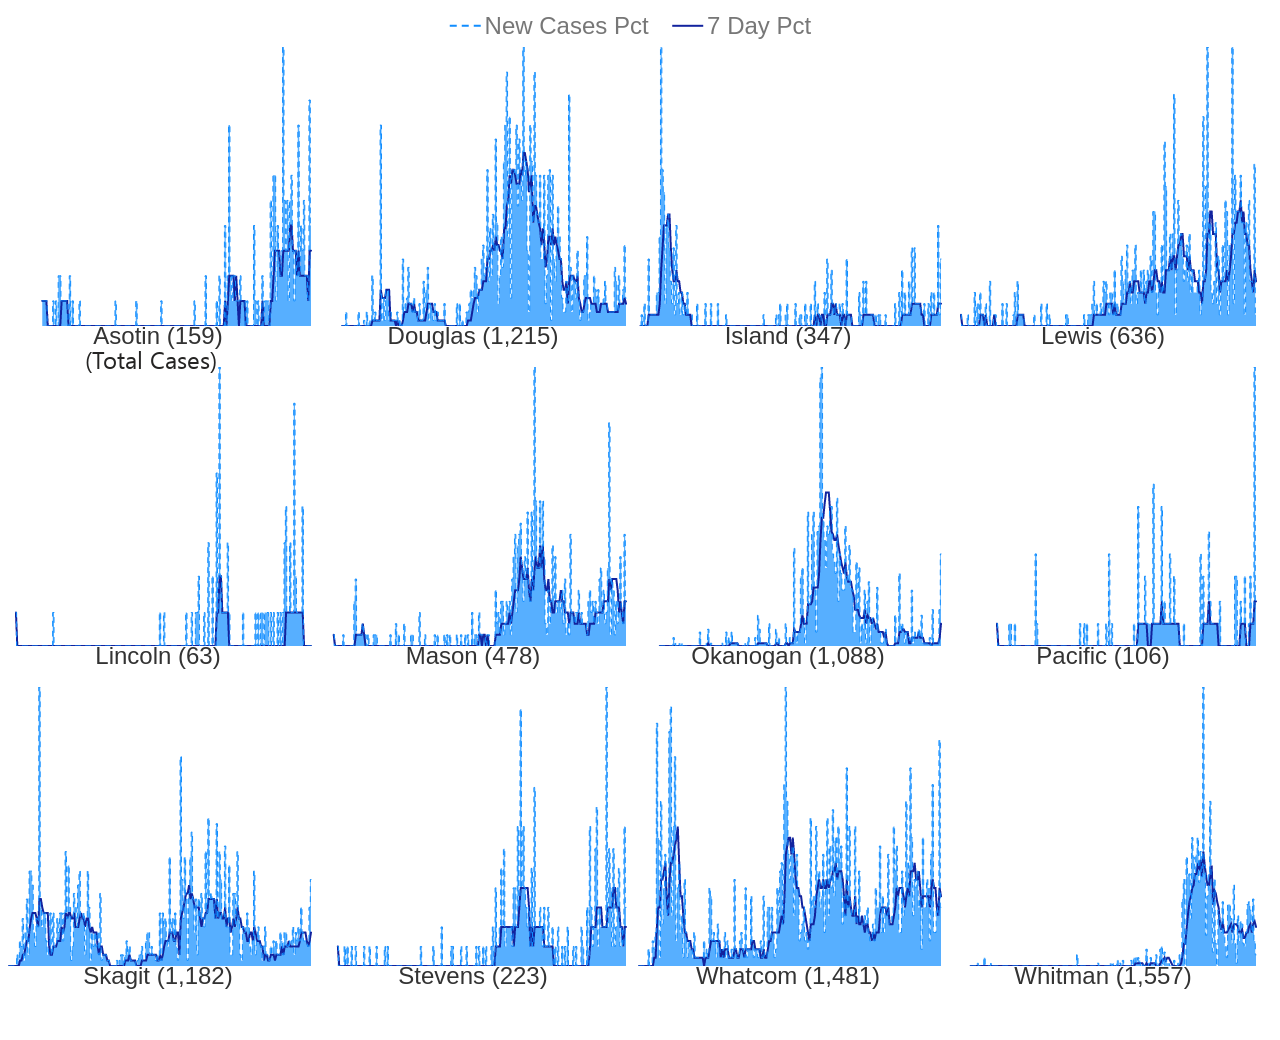 New Cases Pct 7 Day Pct
Asotin (159) Douglas (1,215) Island (347) Lewis (636)
(Total Cases)
Lincoln (63) Mason (478) Okanogan (1,088) Pacific (106)
Skagit (1,182) Stevens (223) Whatcom (1,481) Whitman (1,557)